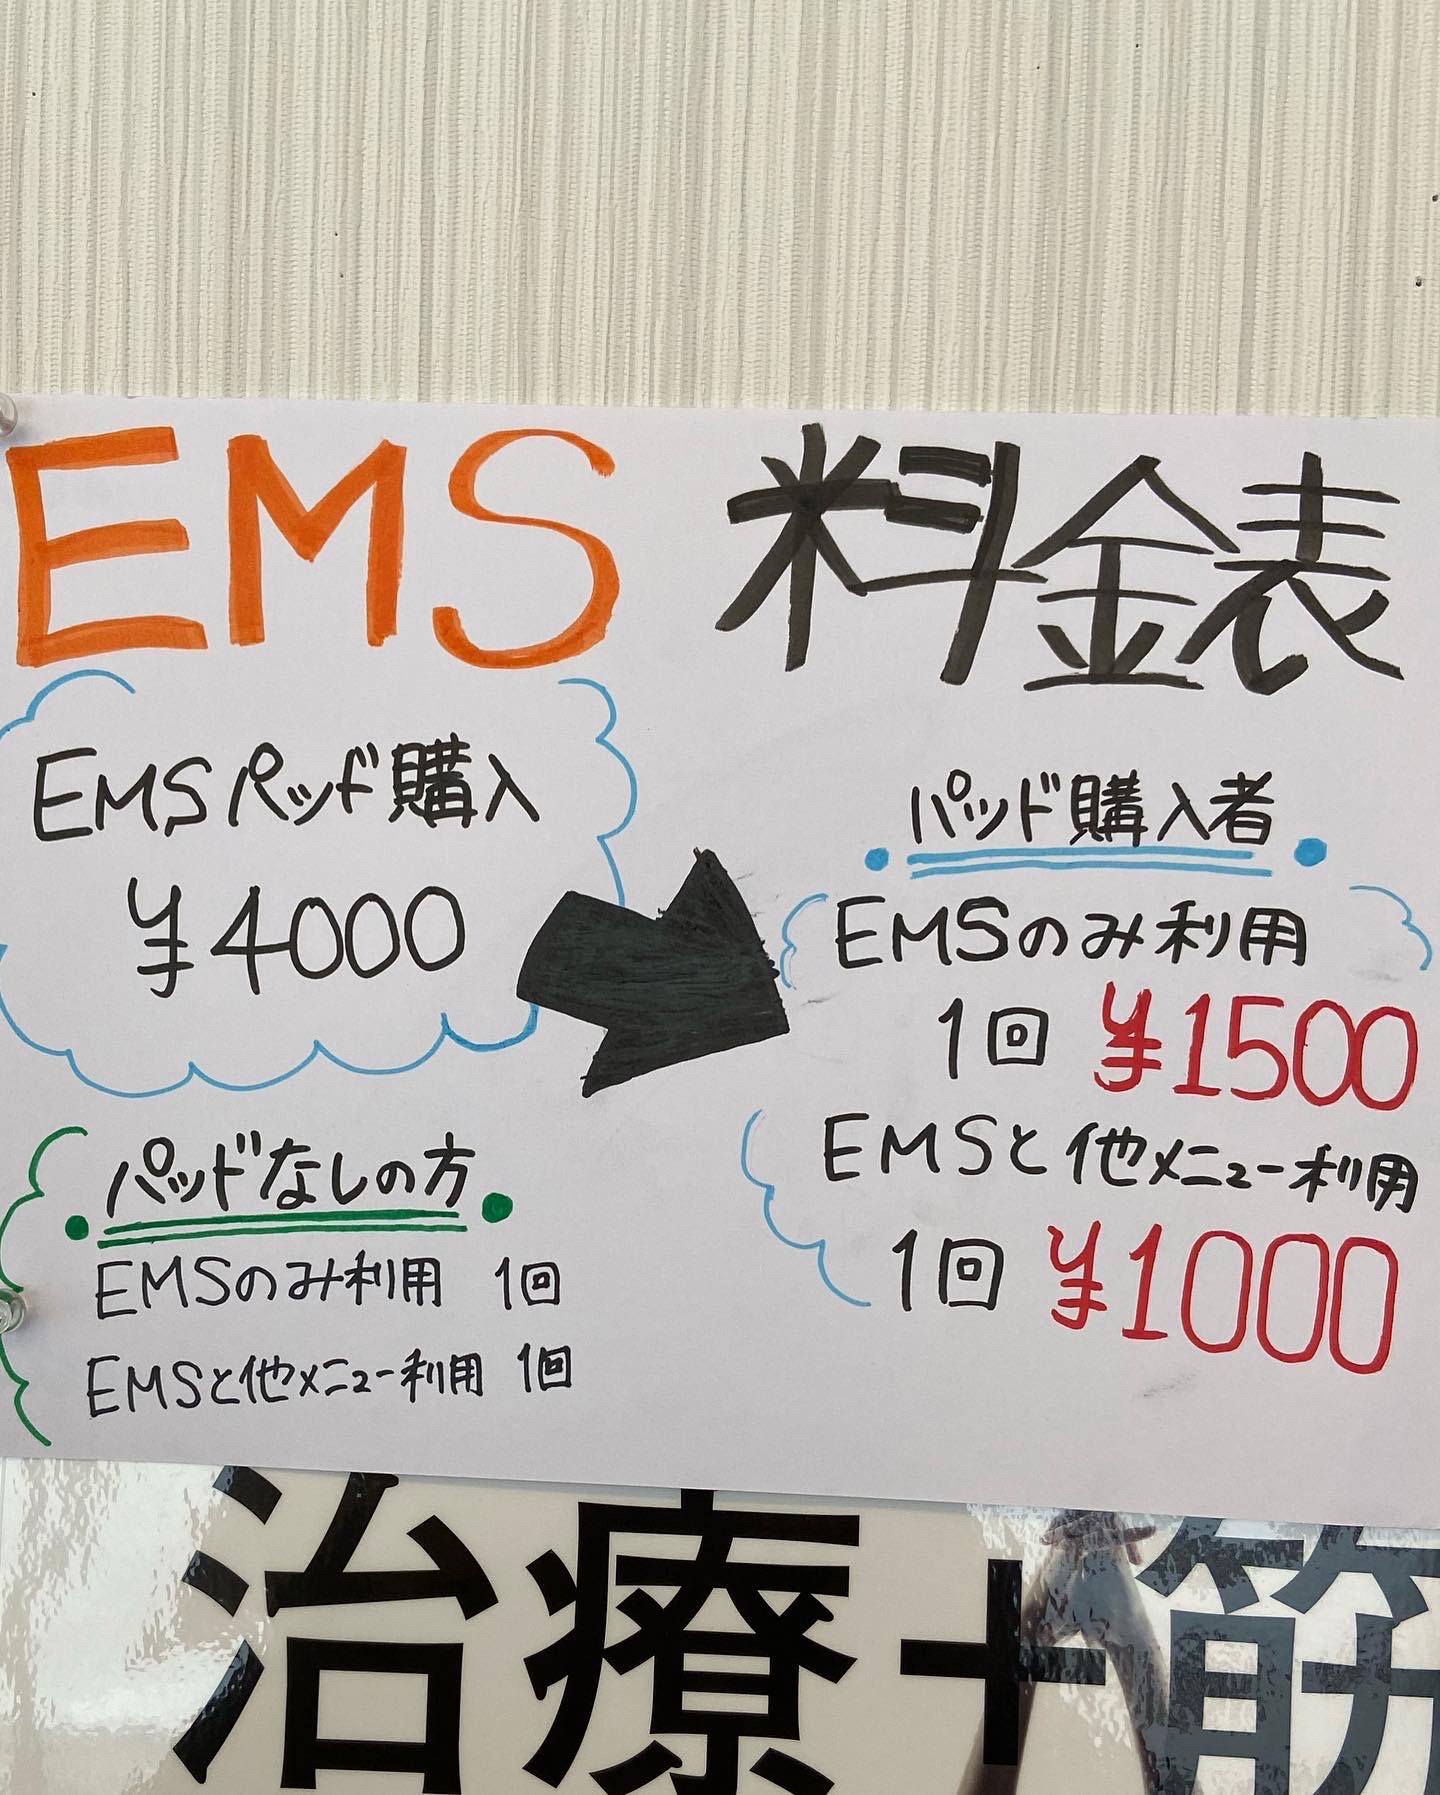 EMS 料金表
EMSパッド購入
¥4000
パッド購入者
EMSのみ利用
1回 ¥1500
EMSと他メニュー利用
1回 ¥1000
パッドなしの方
EMSのみ利用 1回
EMSと他メニュー利用 1回
治療+筋